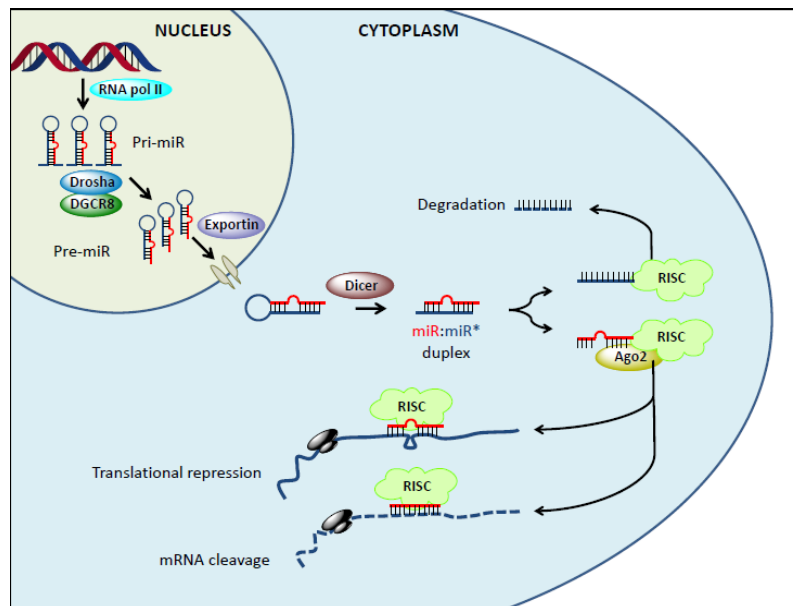 NUCLEUS
CYTOPLASM
RNA pol II
Pri-miR
Drosha
DGCR8
Exportin
Pre-miR
Degradation
RISC
Dicer
miR:miR*
duplex
RISC
Ago2
RISC
Translational repression
RISC
mRNA cleavage